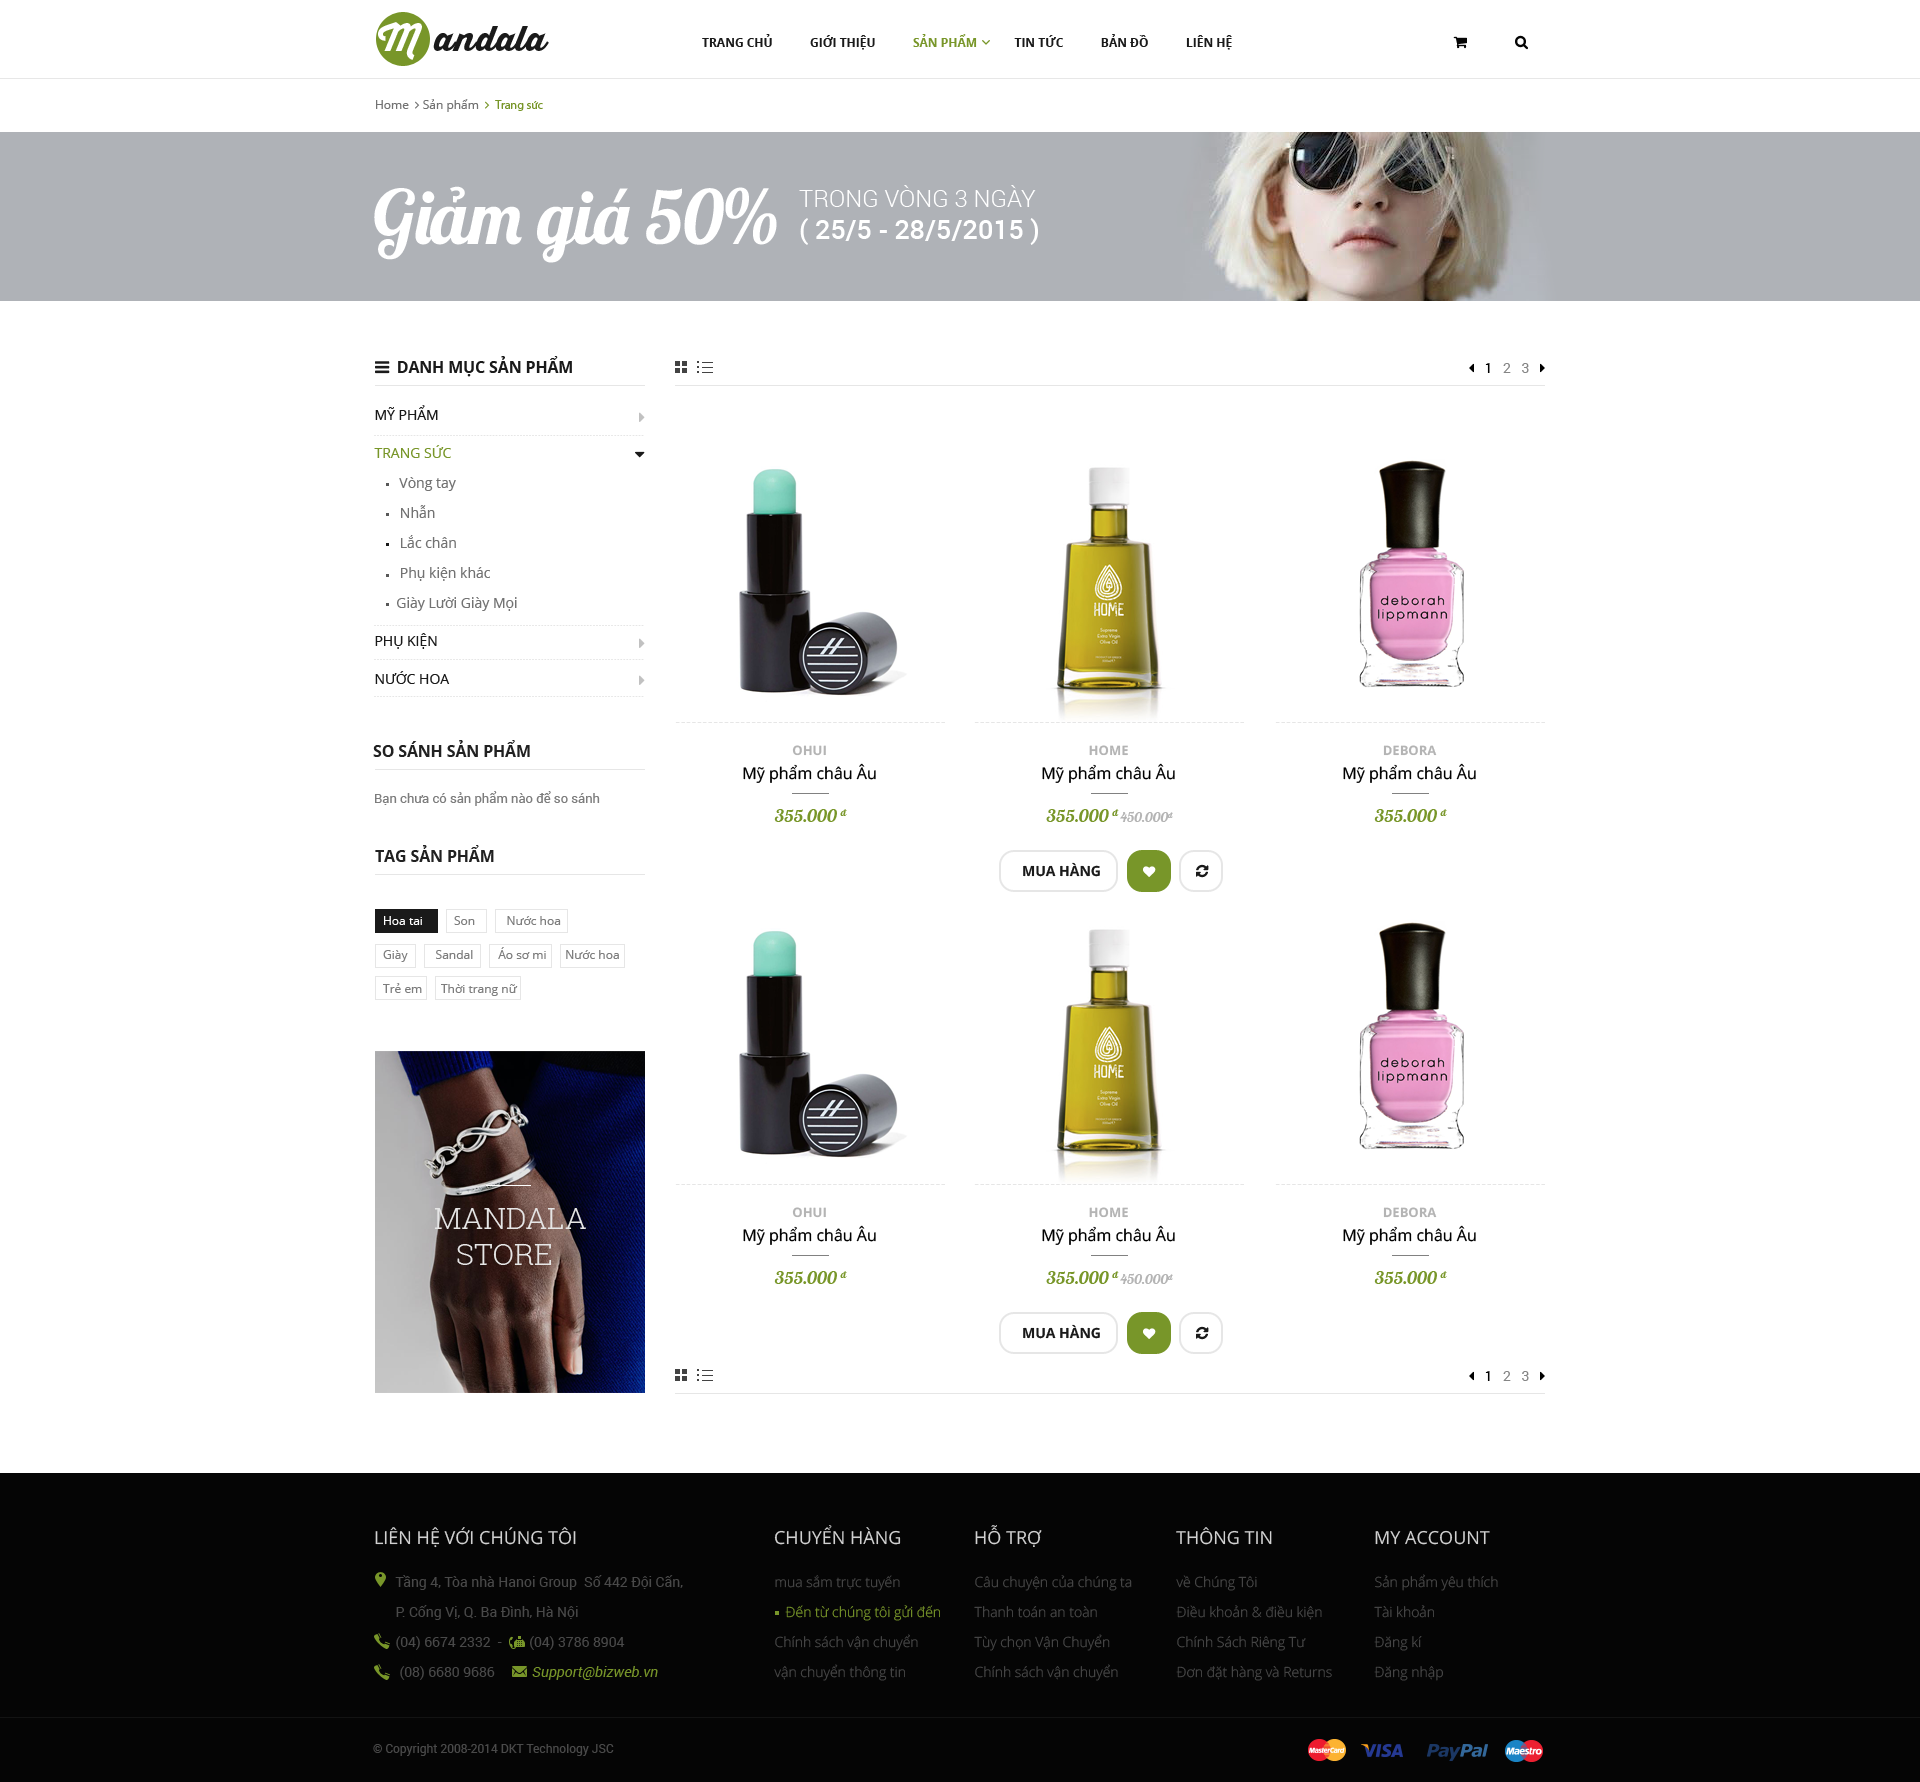 Mandala
TRANG CHỦ GIỚI THIỆU SẢN PHẨM TIN TỨC BẢN ĐỒ LIÊN HỆ
Home > Sản phẩm > Trang sức
Giảm giá 50%
TRONG VÒNG 3 NGÀY
( 25/5 - 28/5/2015 )
DANH MỤC SẢN PHẨM
MỸ PHẨM
TRANG SỨC
Vòng tay
Nhẫn
Lắc chân
Phụ kiện khác
Giày Lười Giày Mọi
PHỤ KIỆN
NƯỚC HOA
SO SÁNH SẢN PHẨM
Bạn chưa có sản phẩm nào để so sánh
TAG SẢN PHẨM
Hoa tai Son Nước hoa
Giày Sandal Áo sơ mi Nước hoa
Trẻ em Thời trang nữ
MANDALA
STORE
1 2 3
HOME
Supreme
Extra Virgin
Olive Oil
deborah
lippmann
OHUI HOME DEBORA
Mỹ phẩm châu Âu Mỹ phẩm châu Âu Mỹ phẩm châu Âu
355.000 đ 355.000 đ 450.000đ 355.000 đ
MUA HÀNG
HOME
Supreme
Extra Virgin
Olive Oil
deborah
lippmann
OHUI HOME DEBORA
Mỹ phẩm châu Âu Mỹ phẩm châu Âu Mỹ phẩm châu Âu
355.000 đ 355.000 đ 450.000đ 355.000 đ
MUA HÀNG
1 2 3
LIÊN HỆ VỚI CHÚNG TÔI
Tầng 4, Tòa nhà Hanoi Group Số 442 Đội Cấn,
P. Cống Vị, Q. Ba Đình, Hà Nội
(04) 6674 2332 - (04) 3786 8904
(08) 6680 9686 Support@bizweb.vn
CHUYỂN HÀNG
mua sắm trực tuyến
Đến từ chúng tôi gửi đến
Chính sách vận chuyển
vận chuyển thông tin
HỖ TRỢ
Câu chuyện của chúng ta
Thanh toán an toàn
Tùy chọn Vận Chuyển
Chính sách vận chuyển
THÔNG TIN
về Chúng Tôi
Điều khoản & điều kiện
Chính Sách Riêng Tư
Đơn đặt hàng và Returns
MY ACCOUNT
Sản phẩm yêu thích
Tài khoản
Đăng kí
Đăng nhập
© Copyright 2008-2014 DKT Technology JSC
MasterCard VISA PayPal Maestro